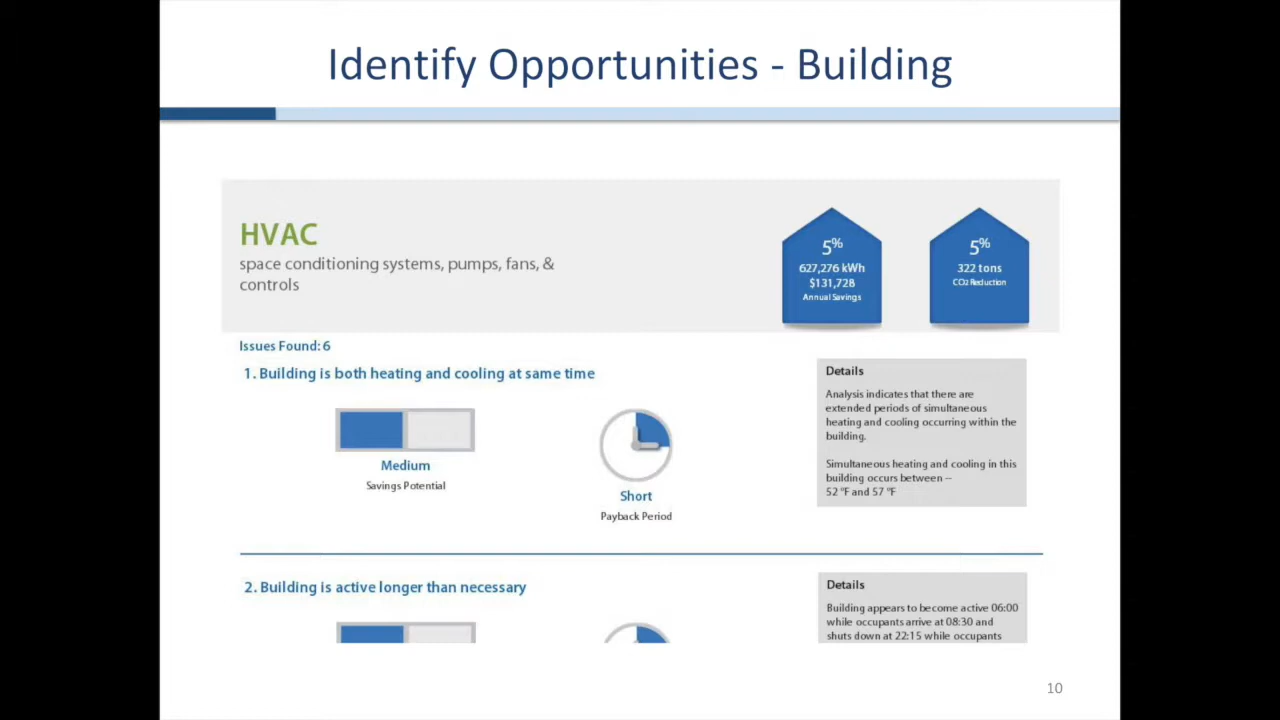 Identify Opportunities - Building
HVAC
space conditioning systems, pumps, fans, &
controls
5%
627,276 kWh
$131,728
Annual Savings
5%
322 tons
CO2 Reduction
Issues Found: 6
1. Building is both heating and cooling at same time
Medium
Savings Potential
Short
Payback Period
Details
Analysis indicates that there are
extended periods of simultaneous
heating and cooling occurring within the
building.
Simultaneous heating and cooling in this
building occurs between --
52 °F and 57 °F
2. Building is active longer than necessary
Details
Building appears to become active 06:00
while occupants arrive at 08:30 and
shuts down at 22:15 while occupants
10